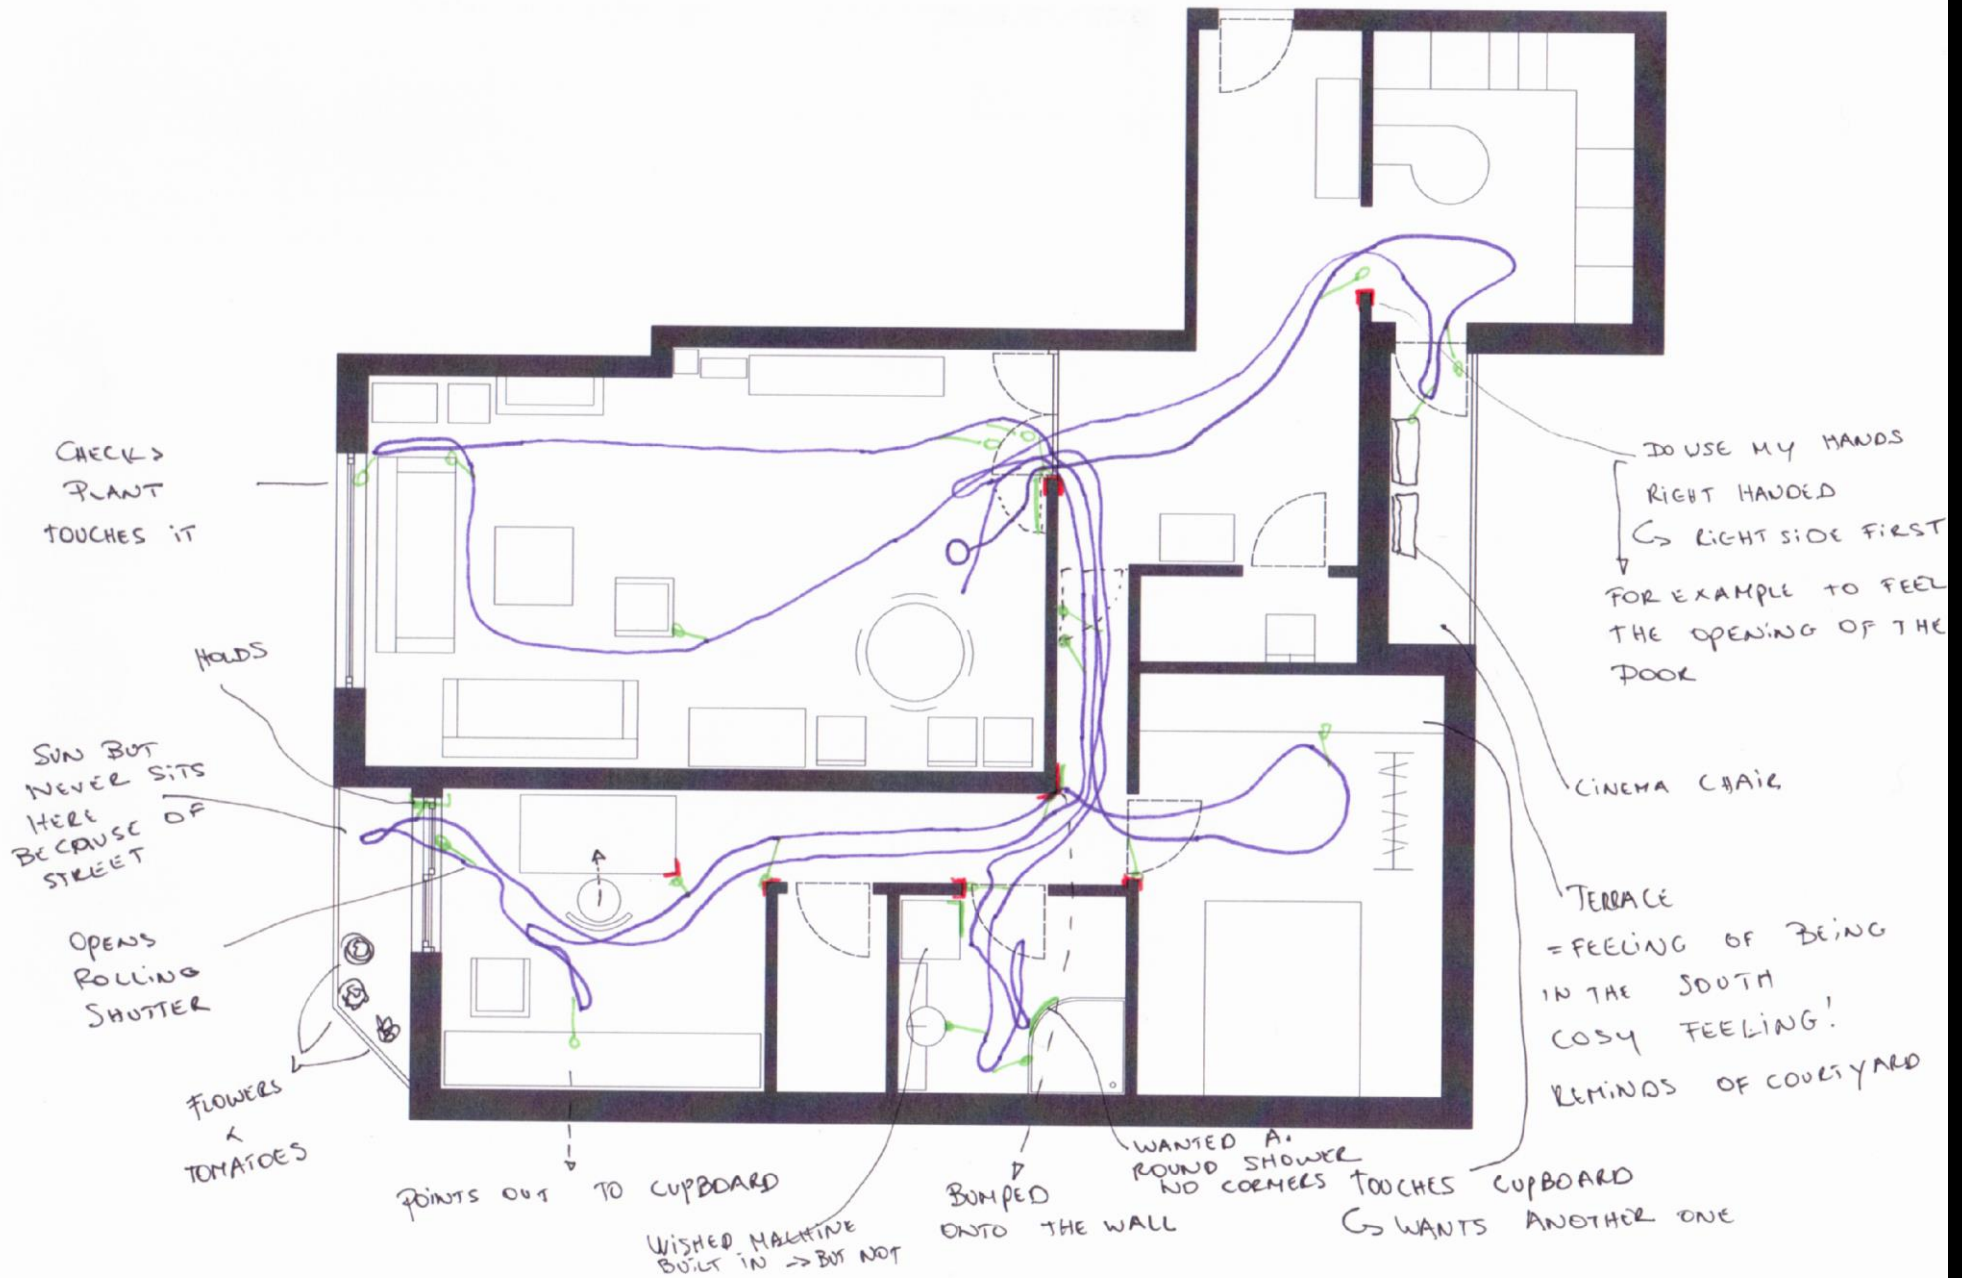 CHECKS
PLANT
TOUCHES IT
HOLDS
SUN BUT
NEVER SITS
HERE
BECAUSE OF
STREET
OPENS
ROLLING
SHUTTER
FLOWERS
&
TOMATOES
POINTS OUT TO CUPBOARD
WISHED MACHINE
BUILT IN -> BUT NOT
BUMPED
ONTO THE WALL
WANTED A
ROUND SHOWER
NO CORNERS
TOUCHES CUPBOARD
↳ WANTS ANOTHER ONE
DO USE MY HANDS
RIGHT HANDED
↳ RIGHT SIDE FIRST
FOR EXAMPLE TO FEEL
THE OPENING OF THE
DOOR
CINEMA CHAIR
TERRACE
= FEELING OF BEING
IN THE SOUTH
COSY FEELING!
REMINDS OF COURTYARD